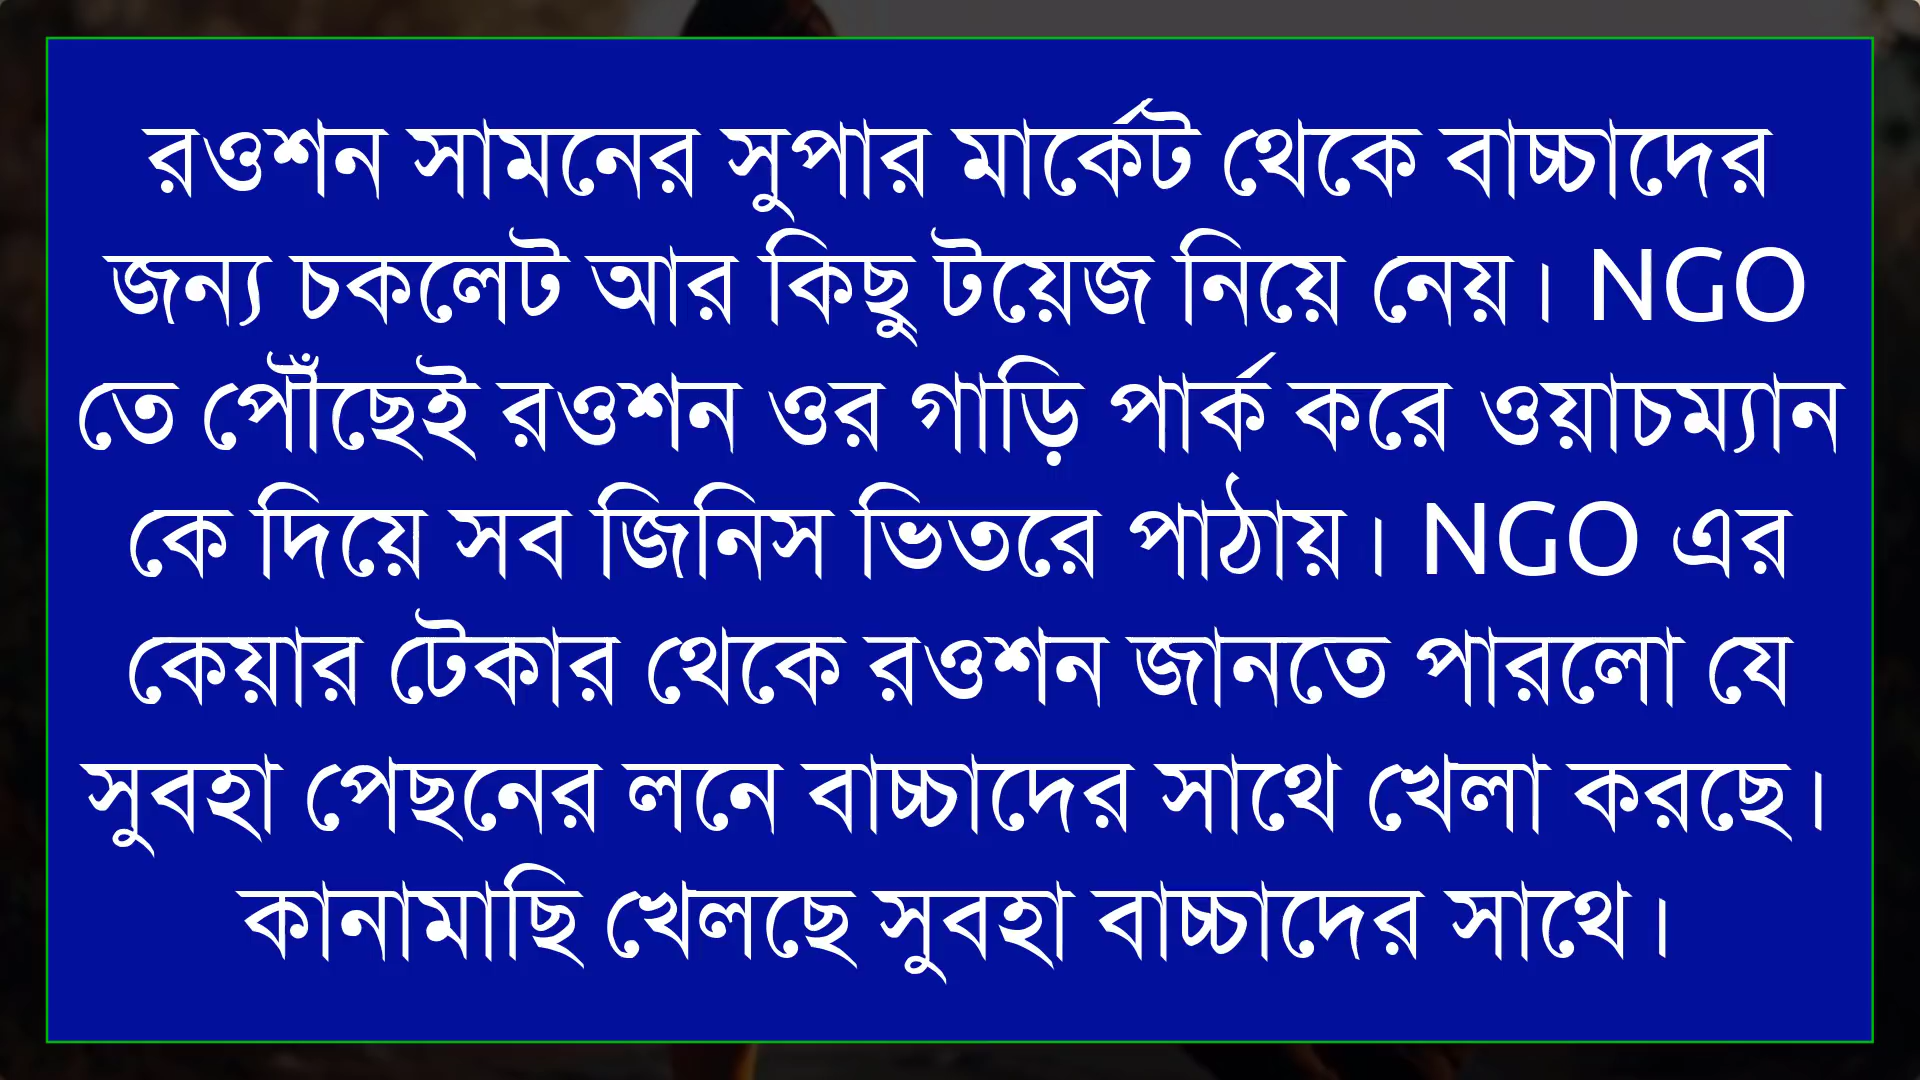 রওশন সামনের সুপার মার্কেট থেকে বাচ্চাদের
জন্য চকলেট আর কিছু টয়েজ নিয়ে নেয়। NGO
তে পৌঁছেই রওশন ওর গাড়ি পার্ক করে ওয়াচম্যান
কে দিয়ে সব জিনিস ভিতরে পাঠায়। NGO এর
কেয়ার টেকার থেকে রওশন জানতে পারলো যে
সুবহা পেছনের লনে বাচ্চাদের সাথে খেলা করছে।
কানামাছি খেলছে সুবহা বাচ্চাদের সাথে।